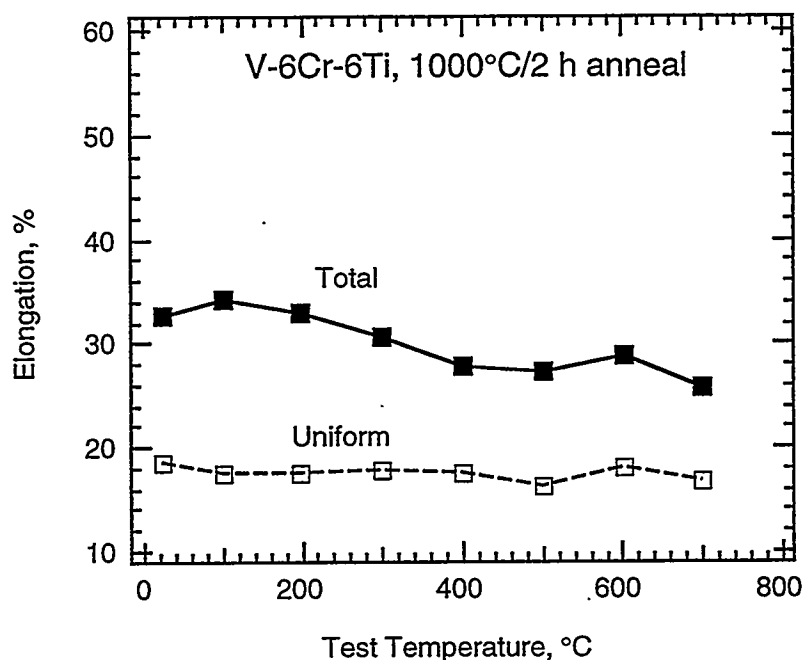 V-6Cr-6Ti, 1000°C/2 h anneal
60
50
40
30
20
10
Elongation, %
Total
Uniform
0 200 400 600 800
Test Temperature, °C